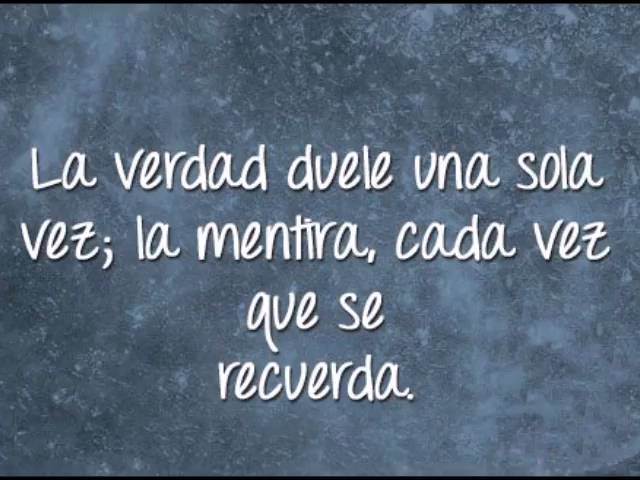 La verdad duele una sola
vez; la mentira, cada vez
que se
recuerda.